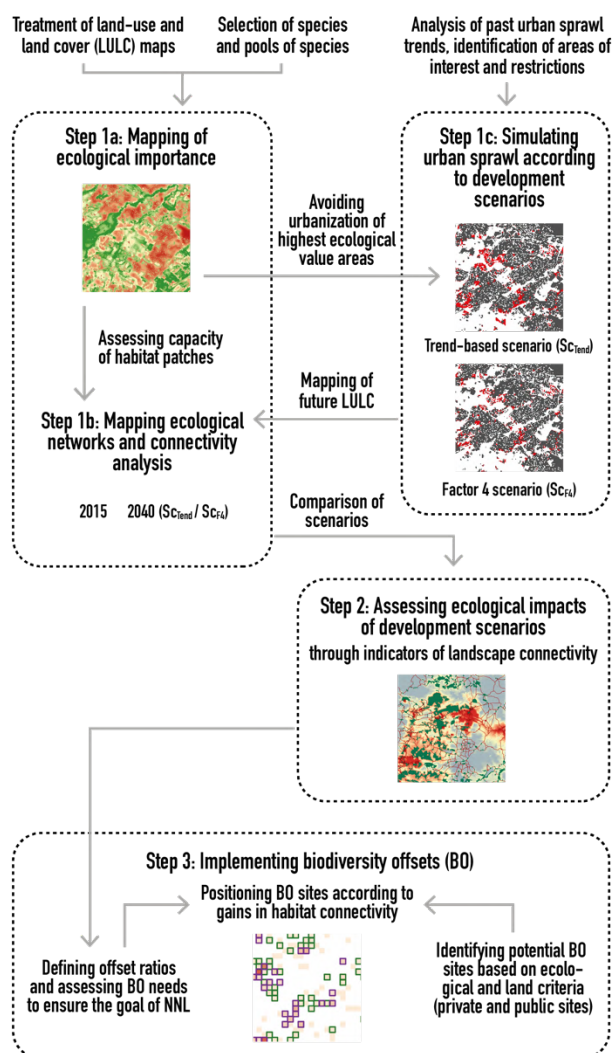 Treatment of land-use and
land cover (LULC) maps
Selection of species
and pools of species
Analysis of past urban sprawl
trends, identification of areas of
interest and restrictions
Step 1a: Mapping of
ecological importance
Avoiding
urbanization of
highest ecological
value areas
Step 1c: Simulating
urban sprawl according
to development
scenarios
Trend-based scenario (ScTend)
Assessing capacity
of habitat patches
Mapping of
future LULC
Step 1b: Mapping ecological
networks and connectivity
analysis
2015 2040 (ScTend / ScF4)
Factor 4 scenario (ScF4)
Comparison of
scenarios
Step 2: Assessing ecological impacts
of development scenarios
through indicators of landscape connectivity
Step 3: Implementing biodiversity offsets (BO)
Positioning BO sites according to
gains in habitat connectivity
Defining offset ratios
and assessing BO needs
to ensure the goal of NNL
Identifying potential BO
sites based on ecolo-
gical and land criteria
(private and public sites)